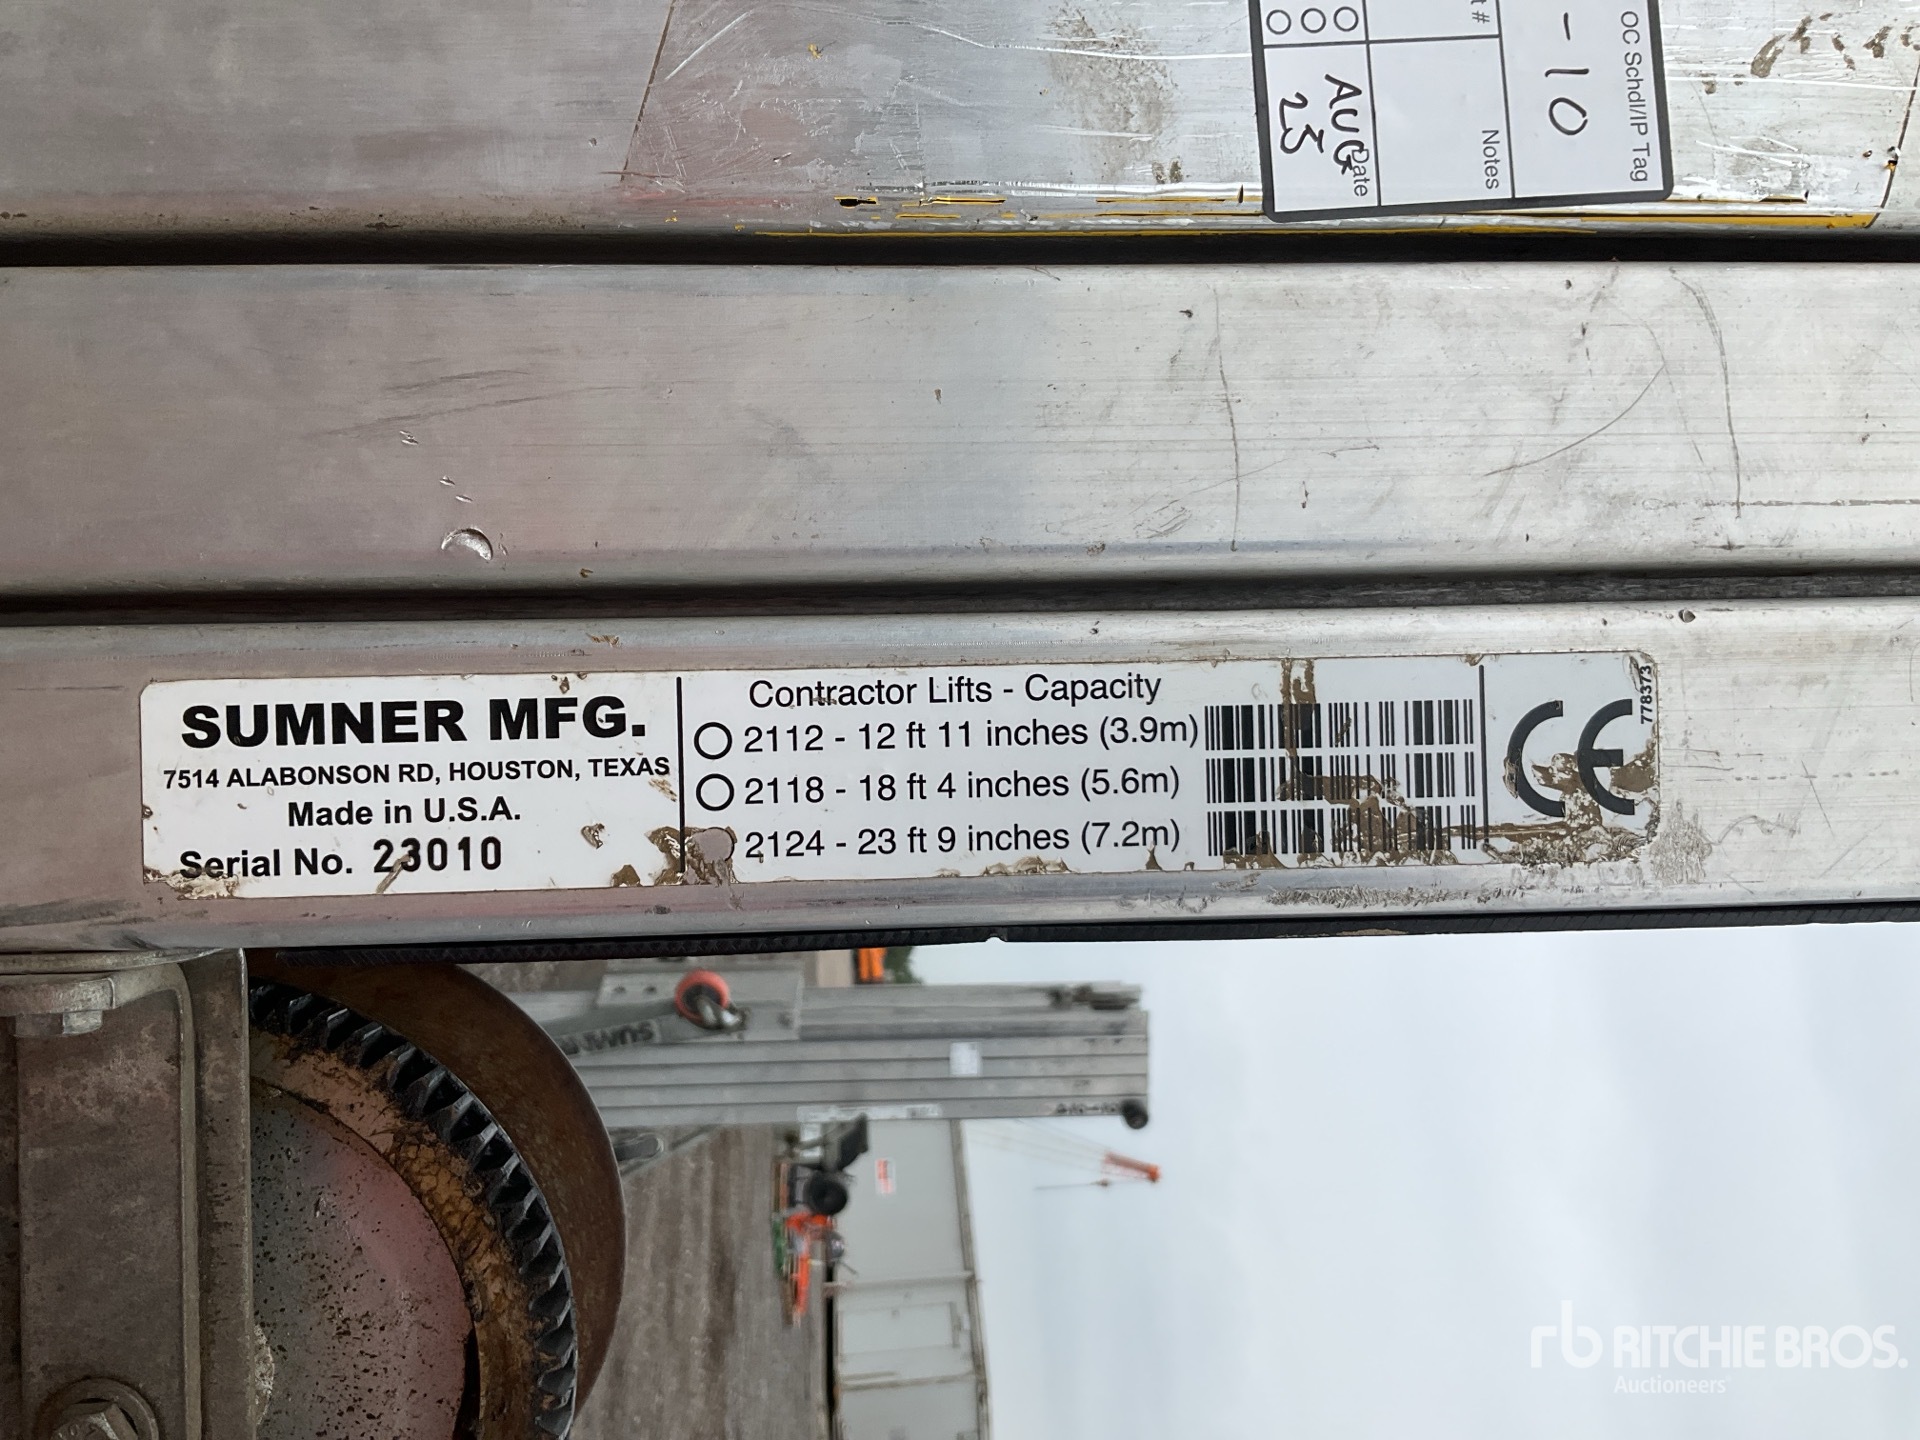 OC Schdl/IP Tag
- 10
Notes
Date
AUG
23
SUMNER MFG.
7514 ALABONSON RD, HOUSTON, TEXAS
Made in U.S.A.
Serial No. 23010
Contractor Lifts - Capacity
2112 - 12 ft 11 inches (3.9m)
2118 - 18 ft 4 inches (5.6m)
2124 - 23 ft 9 inches (7.2m)
CE
778373
rb RITCHIE BROS.
Auctioneers